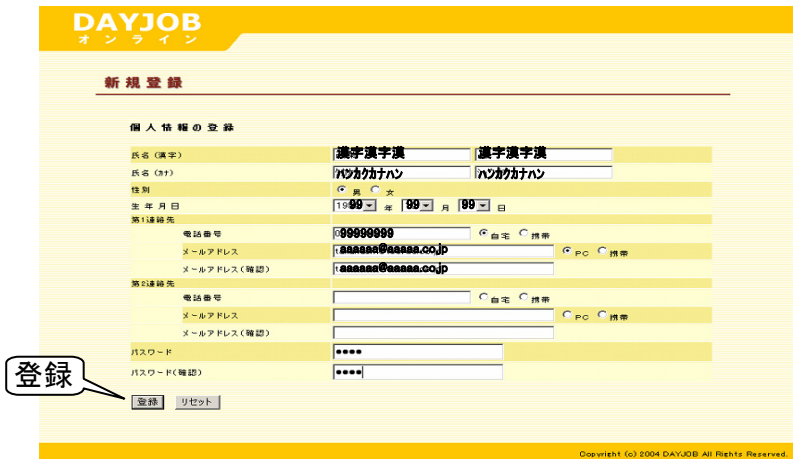 DAYJOB
オンライン
新規登録
個人情報の登録
氏名（漢字） 漢字漢字漢 漢字漢字漢
氏名（カナ） ハンカクカナハン ハンカクカナハン
性別 男 女
生年月日 1999 年 99 月 99 日
第1連絡先
電話番号 099999999 自宅 携帯
メールアドレス aaaaaa@aaaaa.co.jp PC 携帯
メールアドレス（確認） aaaaaa@aaaaa.co.jp
第2連絡先
電話番号 自宅 携帯
メールアドレス PC 携帯
メールアドレス（確認）
パスワード ●●●●
パスワード（確認） ●●●●
登録
登録 リセット
Copyright (c) 2004 DAYJOB All Rights Reserved.